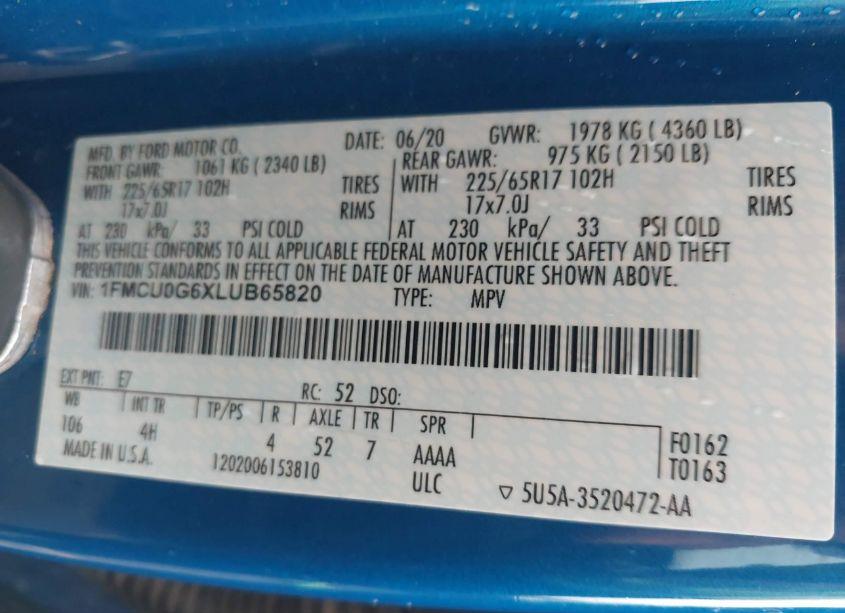 MFD. BY FORD MOTOR CO. DATE: 06/20 GVWR: 1978 KG ( 4360 LB)
FRONT GAWR: 1061 KG ( 2340 LB) REAR GAWR: 975 KG ( 2150 LB)
WITH 225/65R17 102H TIRES WITH 225/65R17 102H TIRES
17x7.0J RIMS 17x7.0J RIMS
AT 230 kPa/ 33 PSI COLD AT 230 kPa/ 33 PSI COLD
THIS VEHICLE CONFORMS TO ALL APPLICABLE FEDERAL MOTOR VEHICLE SAFETY AND THEFT
PREVENTION STANDARDS IN EFFECT ON THE DATE OF MANUFACTURE SHOWN ABOVE.
VIN: 1FMCU0G6XLUB65820 TYPE: MPV
EXT PNT: E7 RC: 52 DSO:
WB INT TR TP/PS R AXLE TR SPR
106 4H 4 52 7 AAAA F0162
MADE IN U.S.A. 1202006153810 ULC T0163
▽ 5U5A-3520472-AA